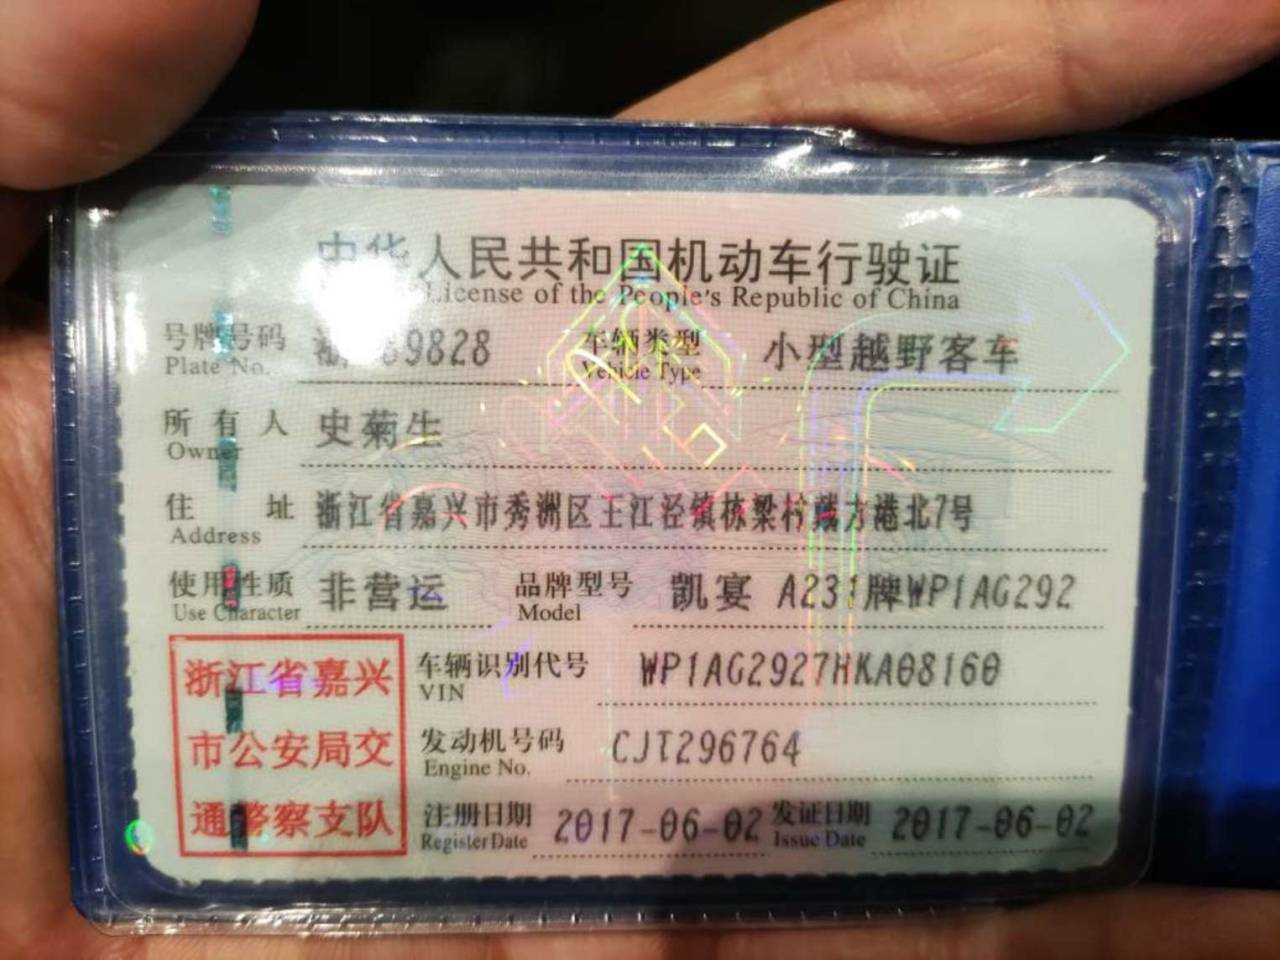 中华人民共和国机动车行驶证
License of the People's Republic of China
号牌号码 浙 9828 车辆类型 小型越野客车
Plate No. Vehicle Type
所有人 史菊生
Owner
住址 浙江省嘉兴市秀洲区王江泾镇栋梁村戴方港北7号
Address
使用性质 非营运 品牌型号 凯宴 A231牌WP1AG292
Use Character Model
浙江省嘉兴
市公安局交
通警察支队
车辆识别代号 WP1AG2927HKA08160
VIN
发动机号码 CJT296764
Engine No.
注册日期 2017-06-02 发证日期 2017-06-02
Register Date Issue Date